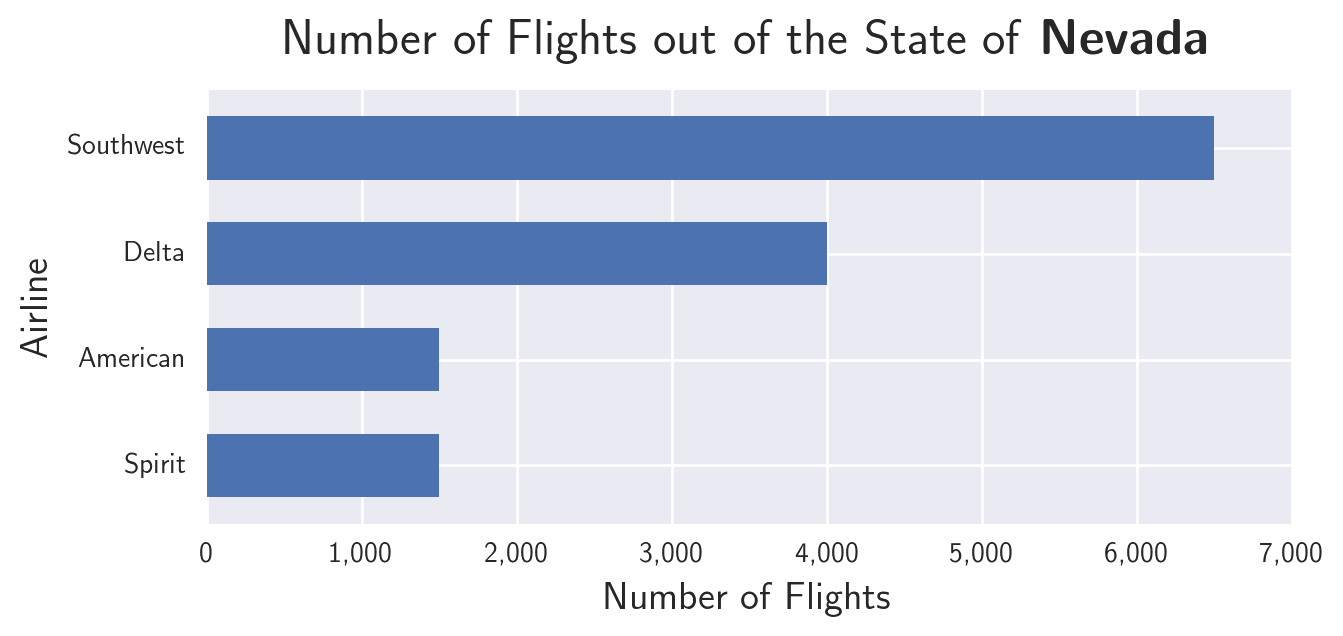 Number of Flights out of the State of Nevada
Southwest
Delta
American
Spirit
Airline
0 1,000 2,000 3,000 4,000 5,000 6,000 7,000
Number of Flights